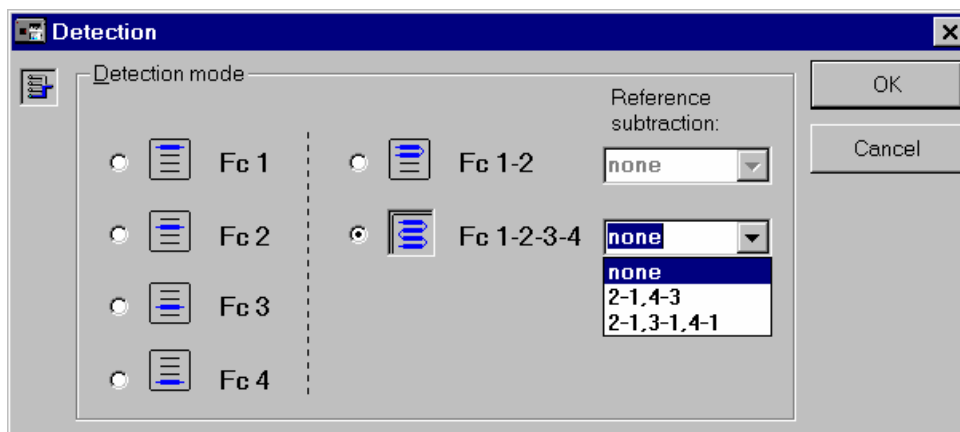 Detection
Detection mode
OK
Cancel
Reference
subtraction:
Fc 1
Fc 1-2
none
Fc 2
Fc 1-2-3-4
none
none
2-1,4-3
2-1,3-1,4-1
Fc 3
Fc 4